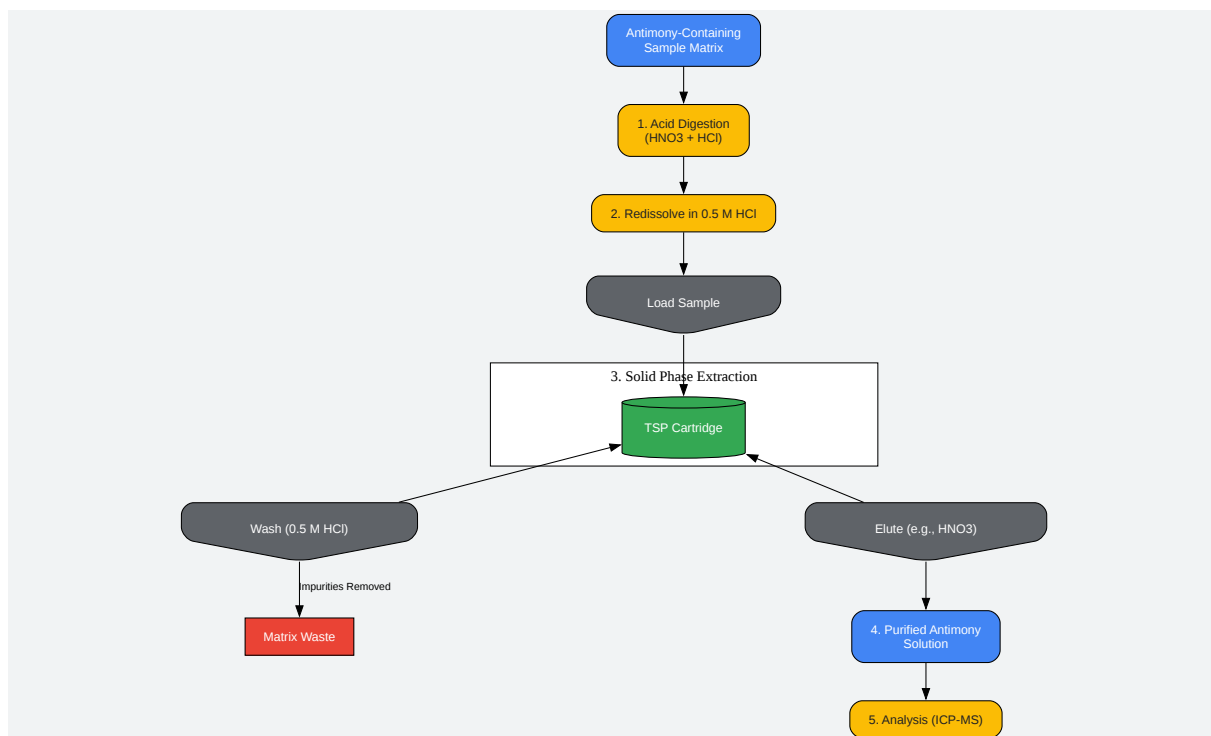 Antimony-Containing
Sample Matrix
1. Acid Digestion
(HNO3 + HCl)
2. Redissolve in 0.5 M HCl
Load Sample
3. Solid Phase Extraction
TSP Cartridge
Wash (0.5 M HCl)
Elute (e.g., HNO3)
Impurities Removed
Matrix Waste
4. Purified Antimony
Solution
5. Analysis (ICP-MS)